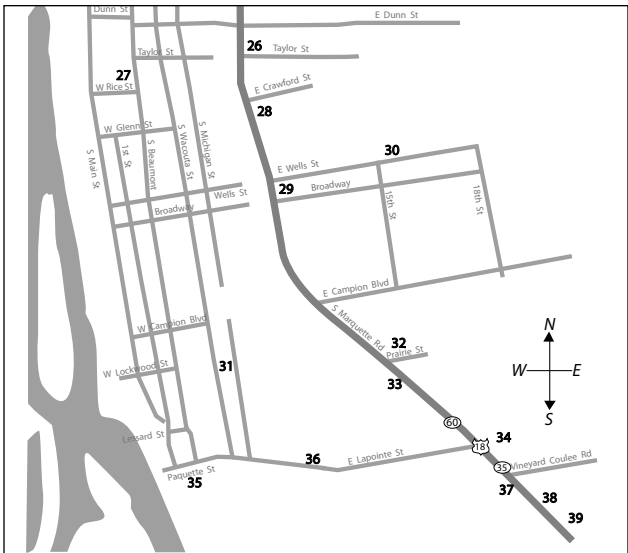 Dunn St
E Dunn St
26
Taylor St
Taylor St
27
W Rice St
E Crawford St
28
W Glenn St
S Main St
1st St
S Beaumont
S Wacouta St
S Michigan St
30
E Wells St
29
Broadway
15th St
18th St
Wells St
Broadway
E Campion Blvd
S Marquette Rd
W Campion Blvd
32
Prairie St
31
33
W Lockwood St
N
W
E
S
60
34
18
Lessard St
36
E Lapointe St
35
Vineyard Coulee Rd
Paquette St
35
37
38
39